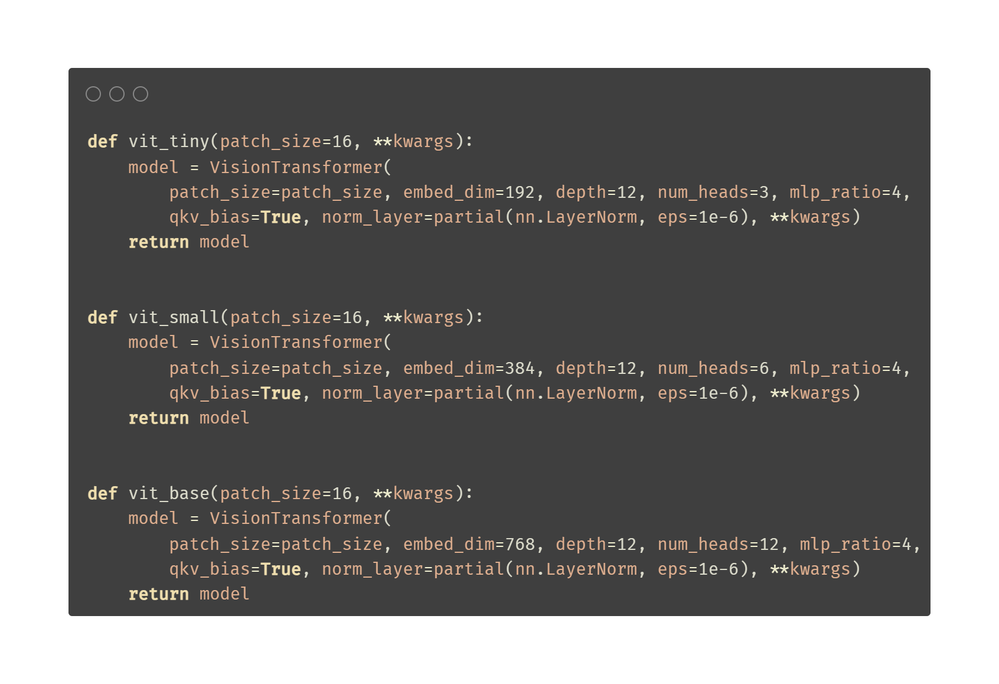 def vit_tiny(patch_size=16, **kwargs):
    model = VisionTransformer(
        patch_size=patch_size, embed_dim=192, depth=12, num_heads=3, mlp_ratio=4,
        qkv_bias=True, norm_layer=partial(nn.LayerNorm, eps=1e-6), **kwargs)
    return model
def vit_small(patch_size=16, **kwargs):
    model = VisionTransformer(
        patch_size=patch_size, embed_dim=384, depth=12, num_heads=6, mlp_ratio=4,
        qkv_bias=True, norm_layer=partial(nn.LayerNorm, eps=1e-6), **kwargs)
    return model
def vit_base(patch_size=16, **kwargs):
    model = VisionTransformer(
        patch_size=patch_size, embed_dim=768, depth=12, num_heads=12, mlp_ratio=4,
        qkv_bias=True, norm_layer=partial(nn.LayerNorm, eps=1e-6), **kwargs)
    return model